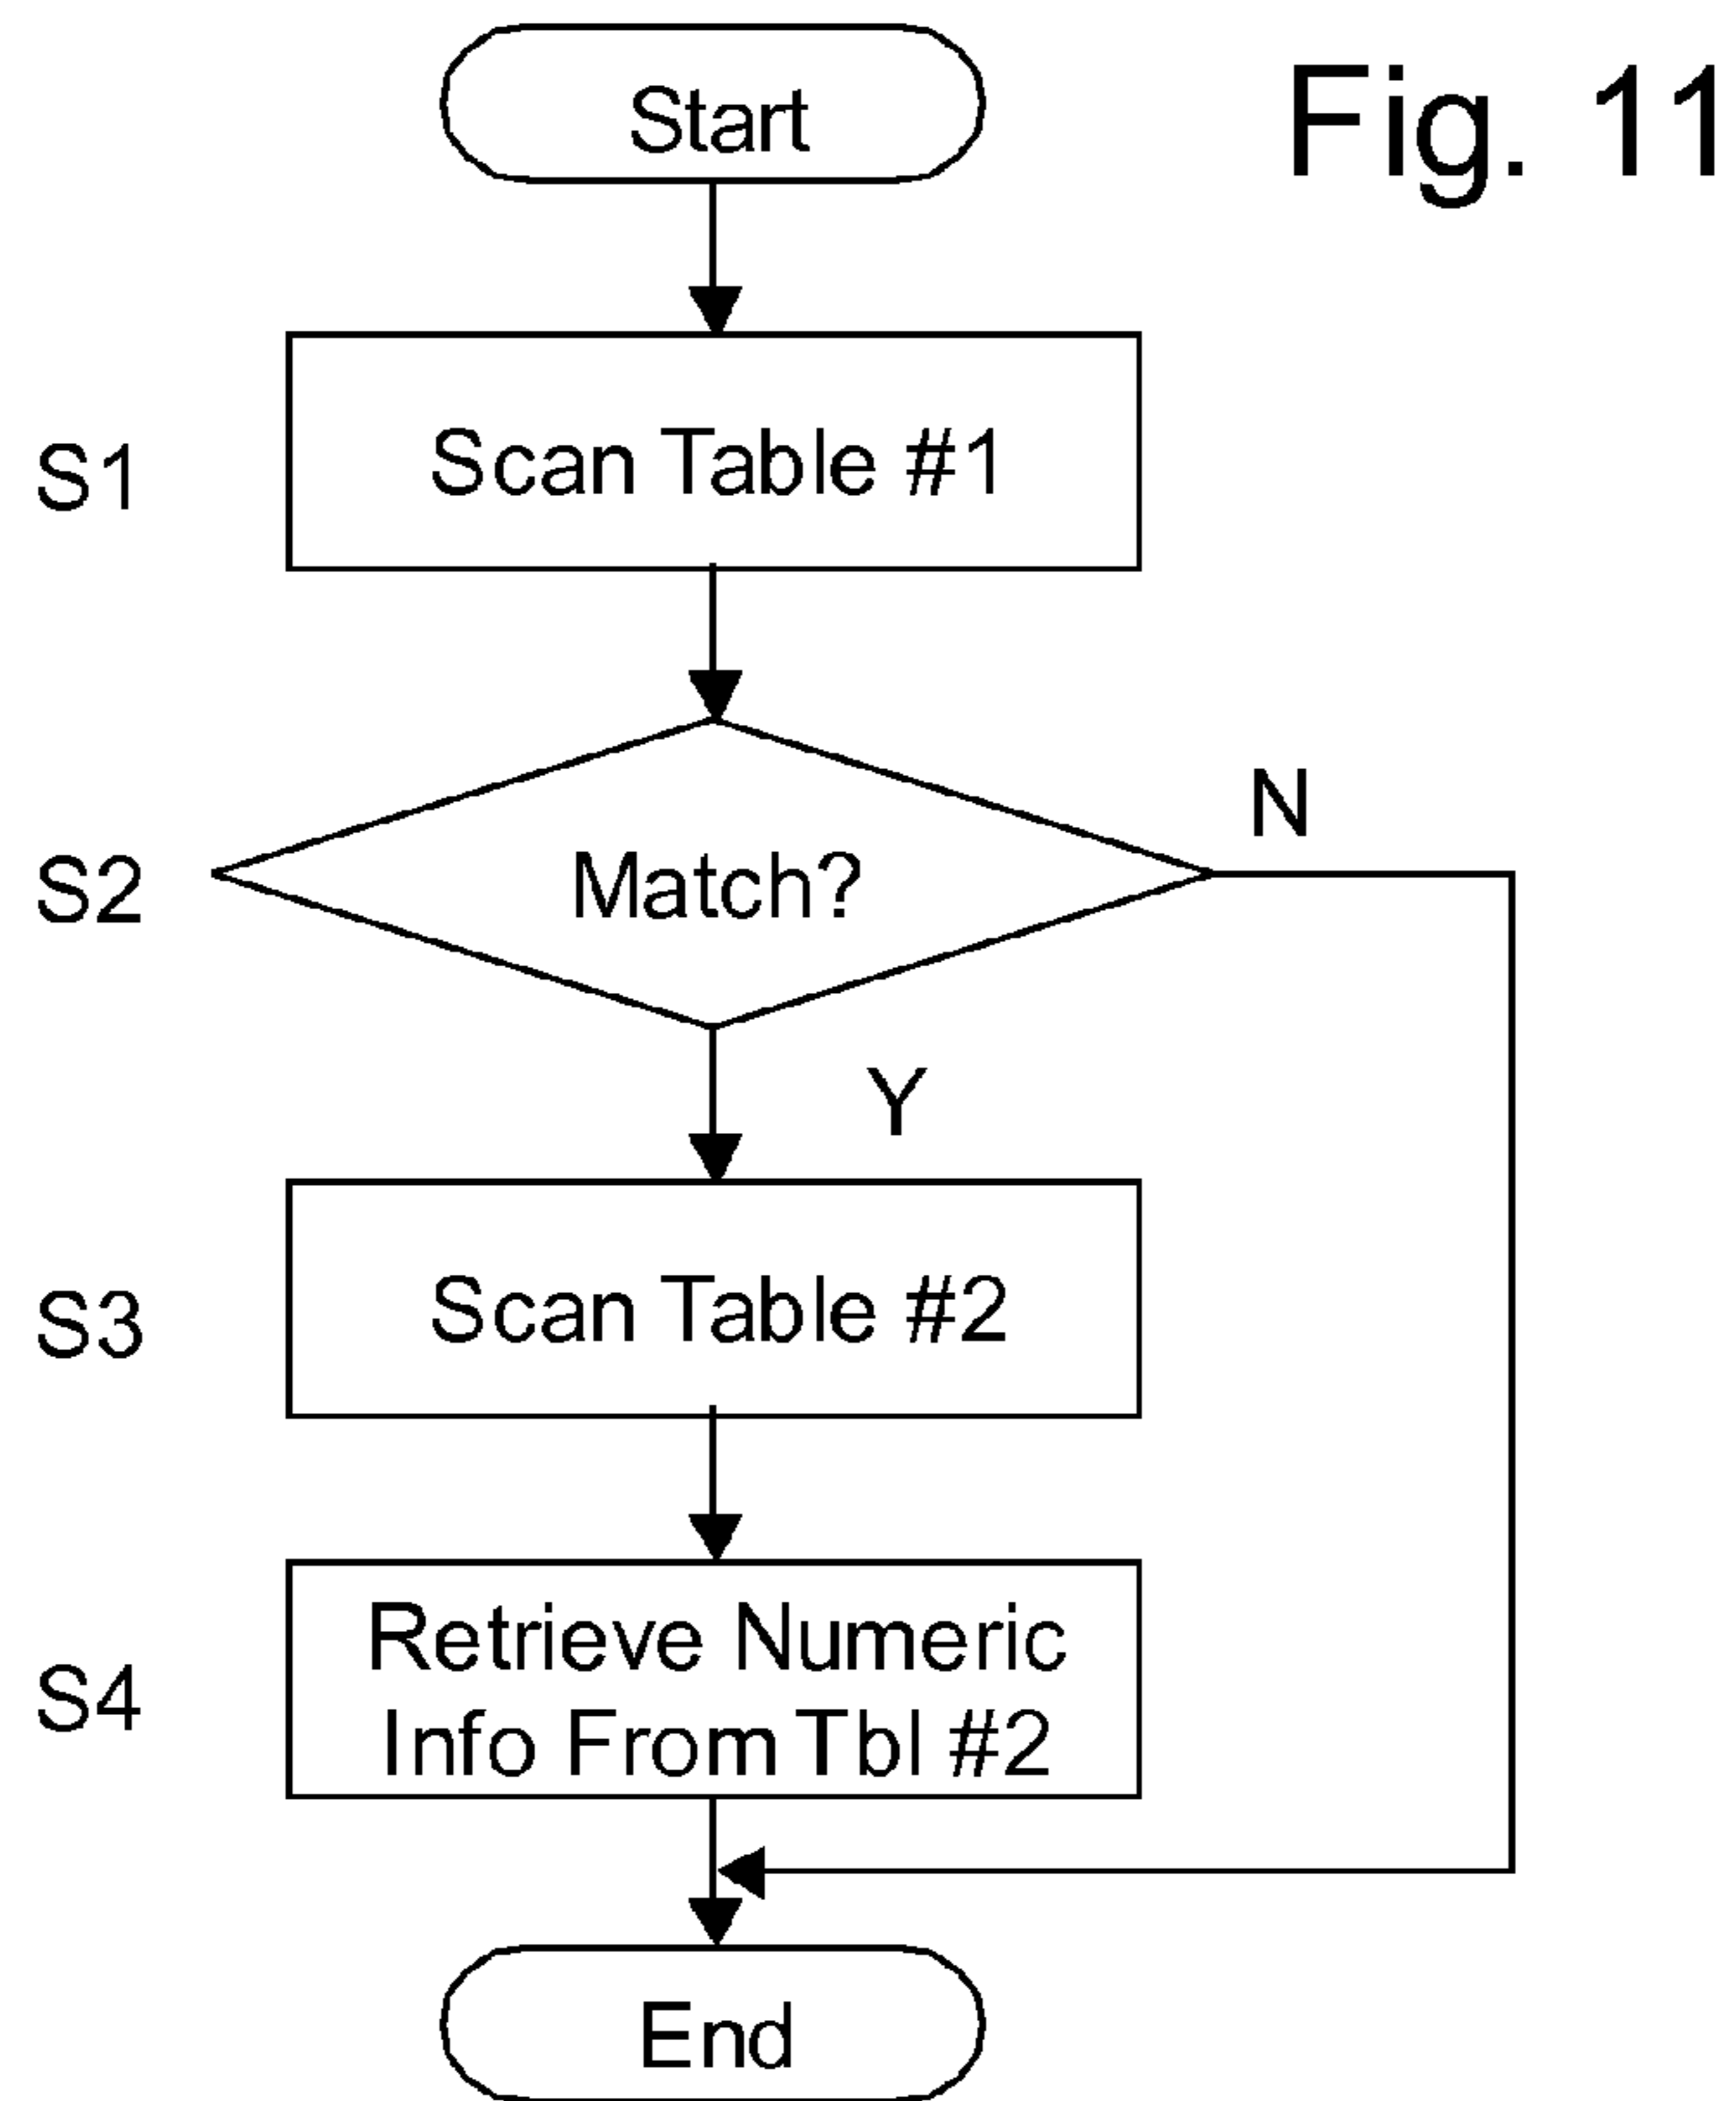 Fig. 11
Start
S1
Scan Table #1
S2
Match?
N
Y
S3
Scan Table #2
S4
Retrieve Numeric
Info From Tbl #2
End